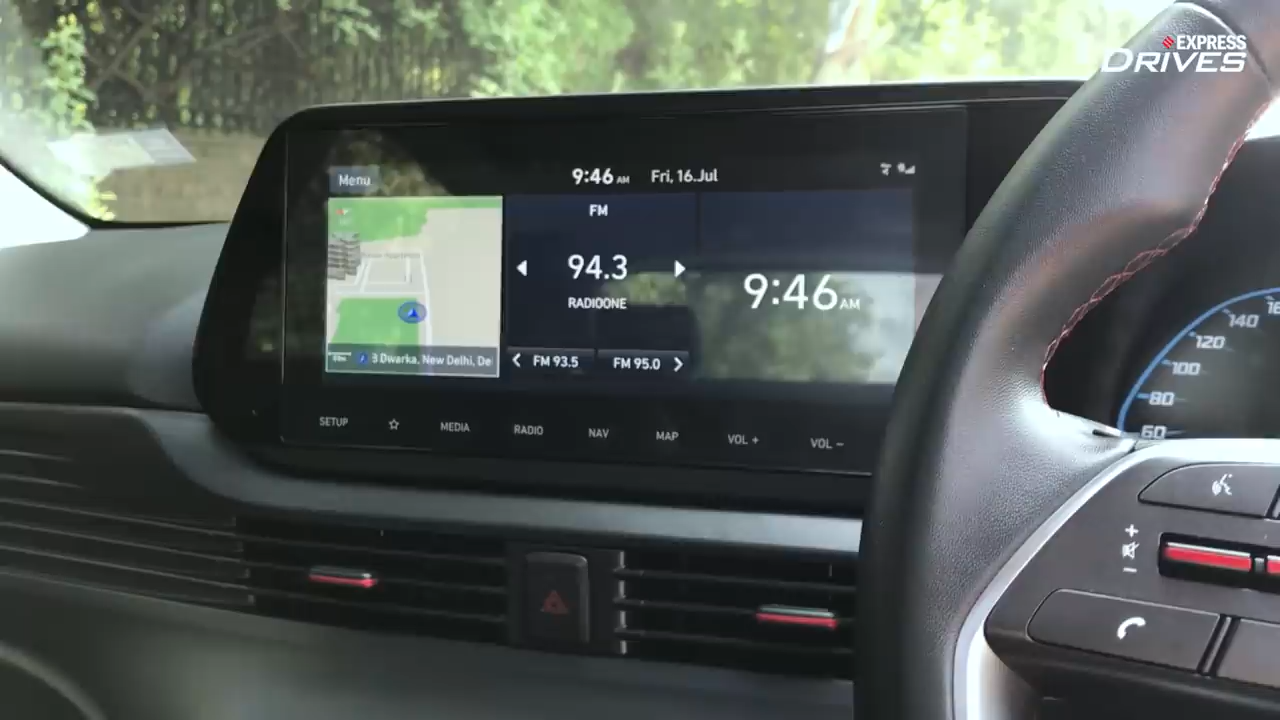 EXPRESS
DRIVES
Menu
9:46 AM Fri, 16.Jul
FM
94.3
RADIOONE
9:46 AM
B Dwarka, New Delhi, De
FM 93.5
FM 95.0
SETUP
MEDIA
RADIO
NAV
MAP
VOL +
VOL −
140
120
100
80
60
+
−